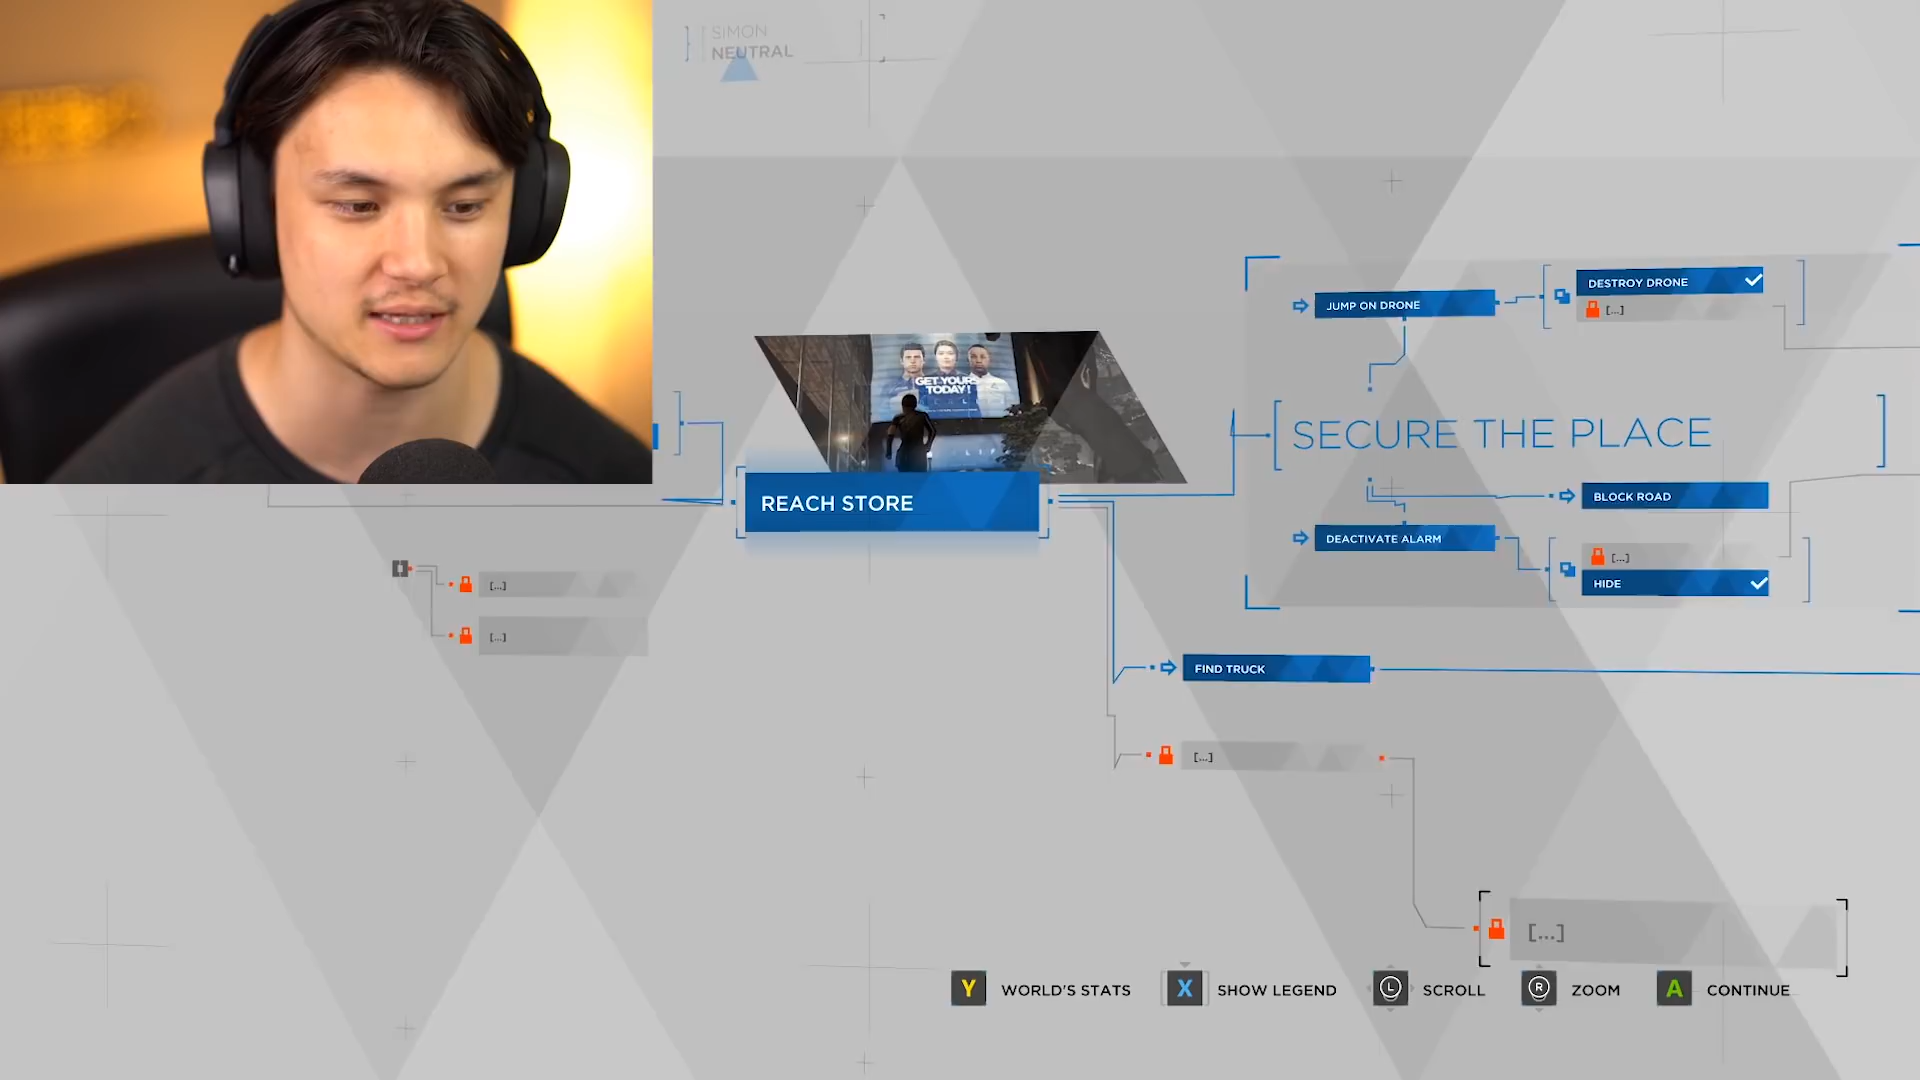 SIMON
NEUTRAL
GET YOURS
TODAY!
REACH STORE
JUMP ON DRONE
DESTROY DRONE
[...]
SECURE THE PLACE
BLOCK ROAD
DEACTIVATE ALARM
[...]
HIDE
[...]
[...]
FIND TRUCK
[...]
[...]
Y WORLD'S STATS
X SHOW LEGEND
L SCROLL
R ZOOM
A CONTINUE